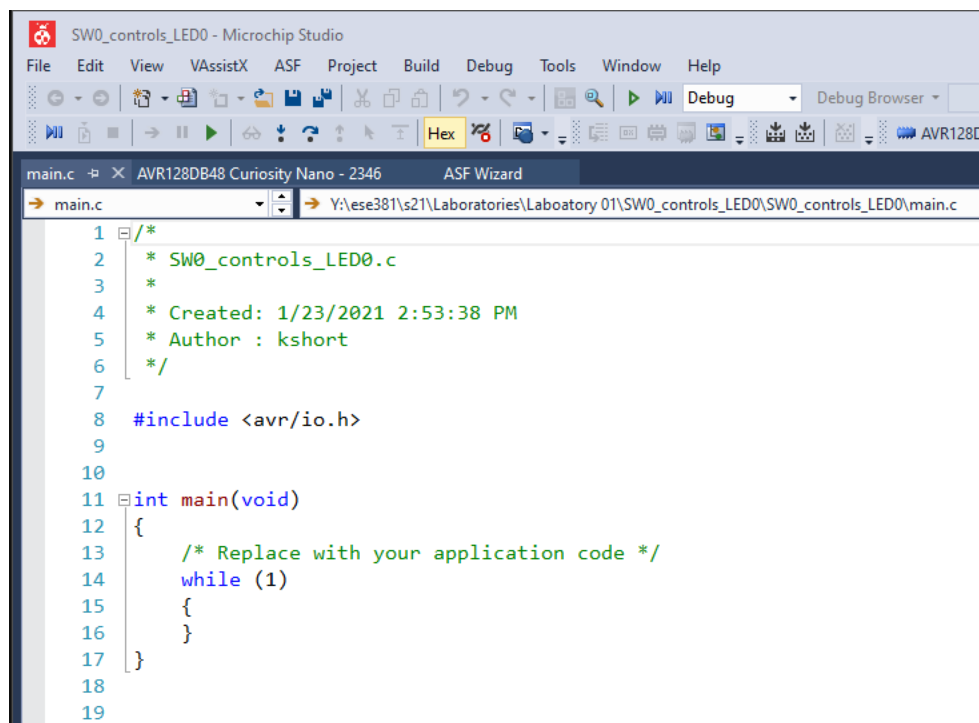 SW0_controls_LED0 - Microchip Studio
File Edit View VAssistX ASF Project Build Debug Tools Window Help
Debug Debug Browser
Hex AVR128D
main.c AVR128DB48 Curiosity Nano - 2346 ASF Wizard
main.c Y:\ese381\s21\Laboratories\Laboatory 01\SW0_controls_LED0\SW0_controls_LED0\main.c
1 /*
2 * SW0_controls_LED0.c
3 *
4 * Created: 1/23/2021 2:53:38 PM
5 * Author : kshort
6 */
7
8 #include <avr/io.h>
9
10
11 int main(void)
12 {
13 /* Replace with your application code */
14 while (1)
15 {
16 }
17 }
18
19